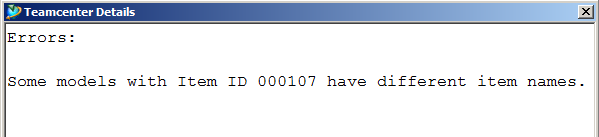 Teamcenter Details
Errors:
Some models with Item ID 000107 have different item names.